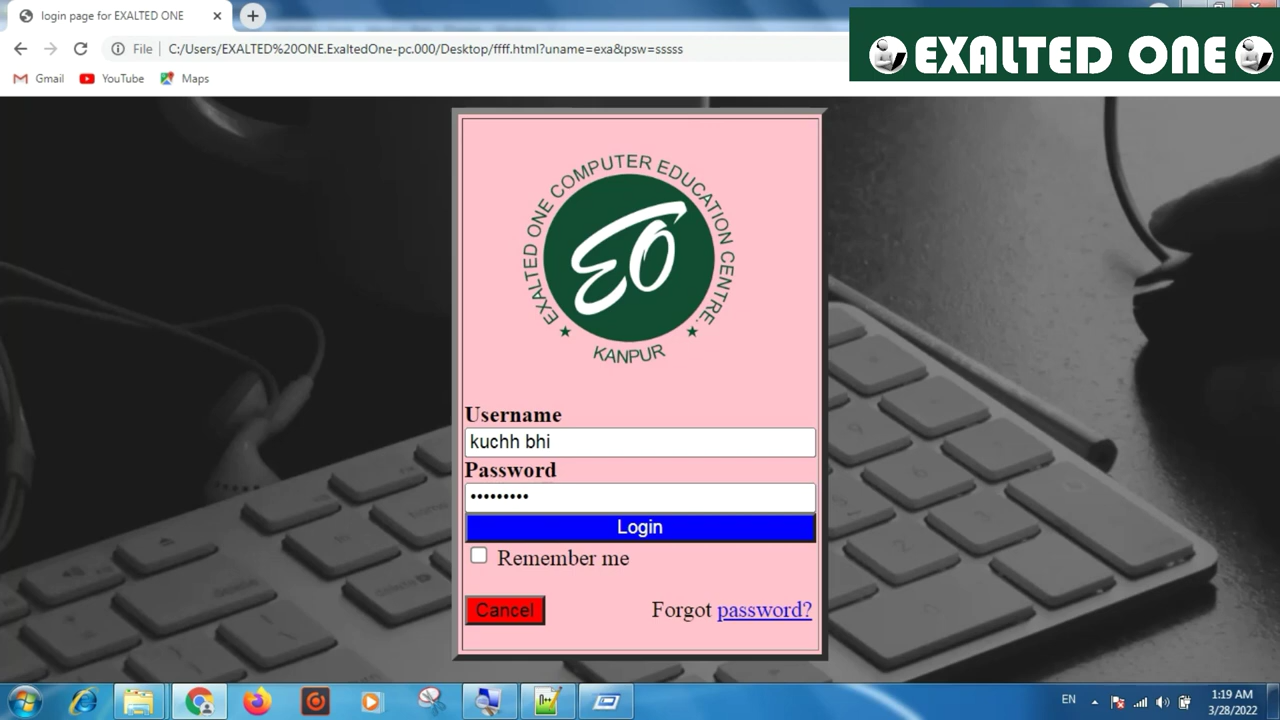 login page for EXALTED ONE
File
C:/Users/EXALTED%20ONE.ExaltedOne-pc.000/Desktop/ffff.html?uname=exa&psw=sssss
EXALTED ONE
Gmail
YouTube
Maps
EXALTED ONE COMPUTER EDUCATION CENTRE.
EO
KANPUR
Username
kuchh bhi
Password
•••••••••
Login
Remember me
Cancel
Forgot password?
EN
1:19 AM
3/28/2022